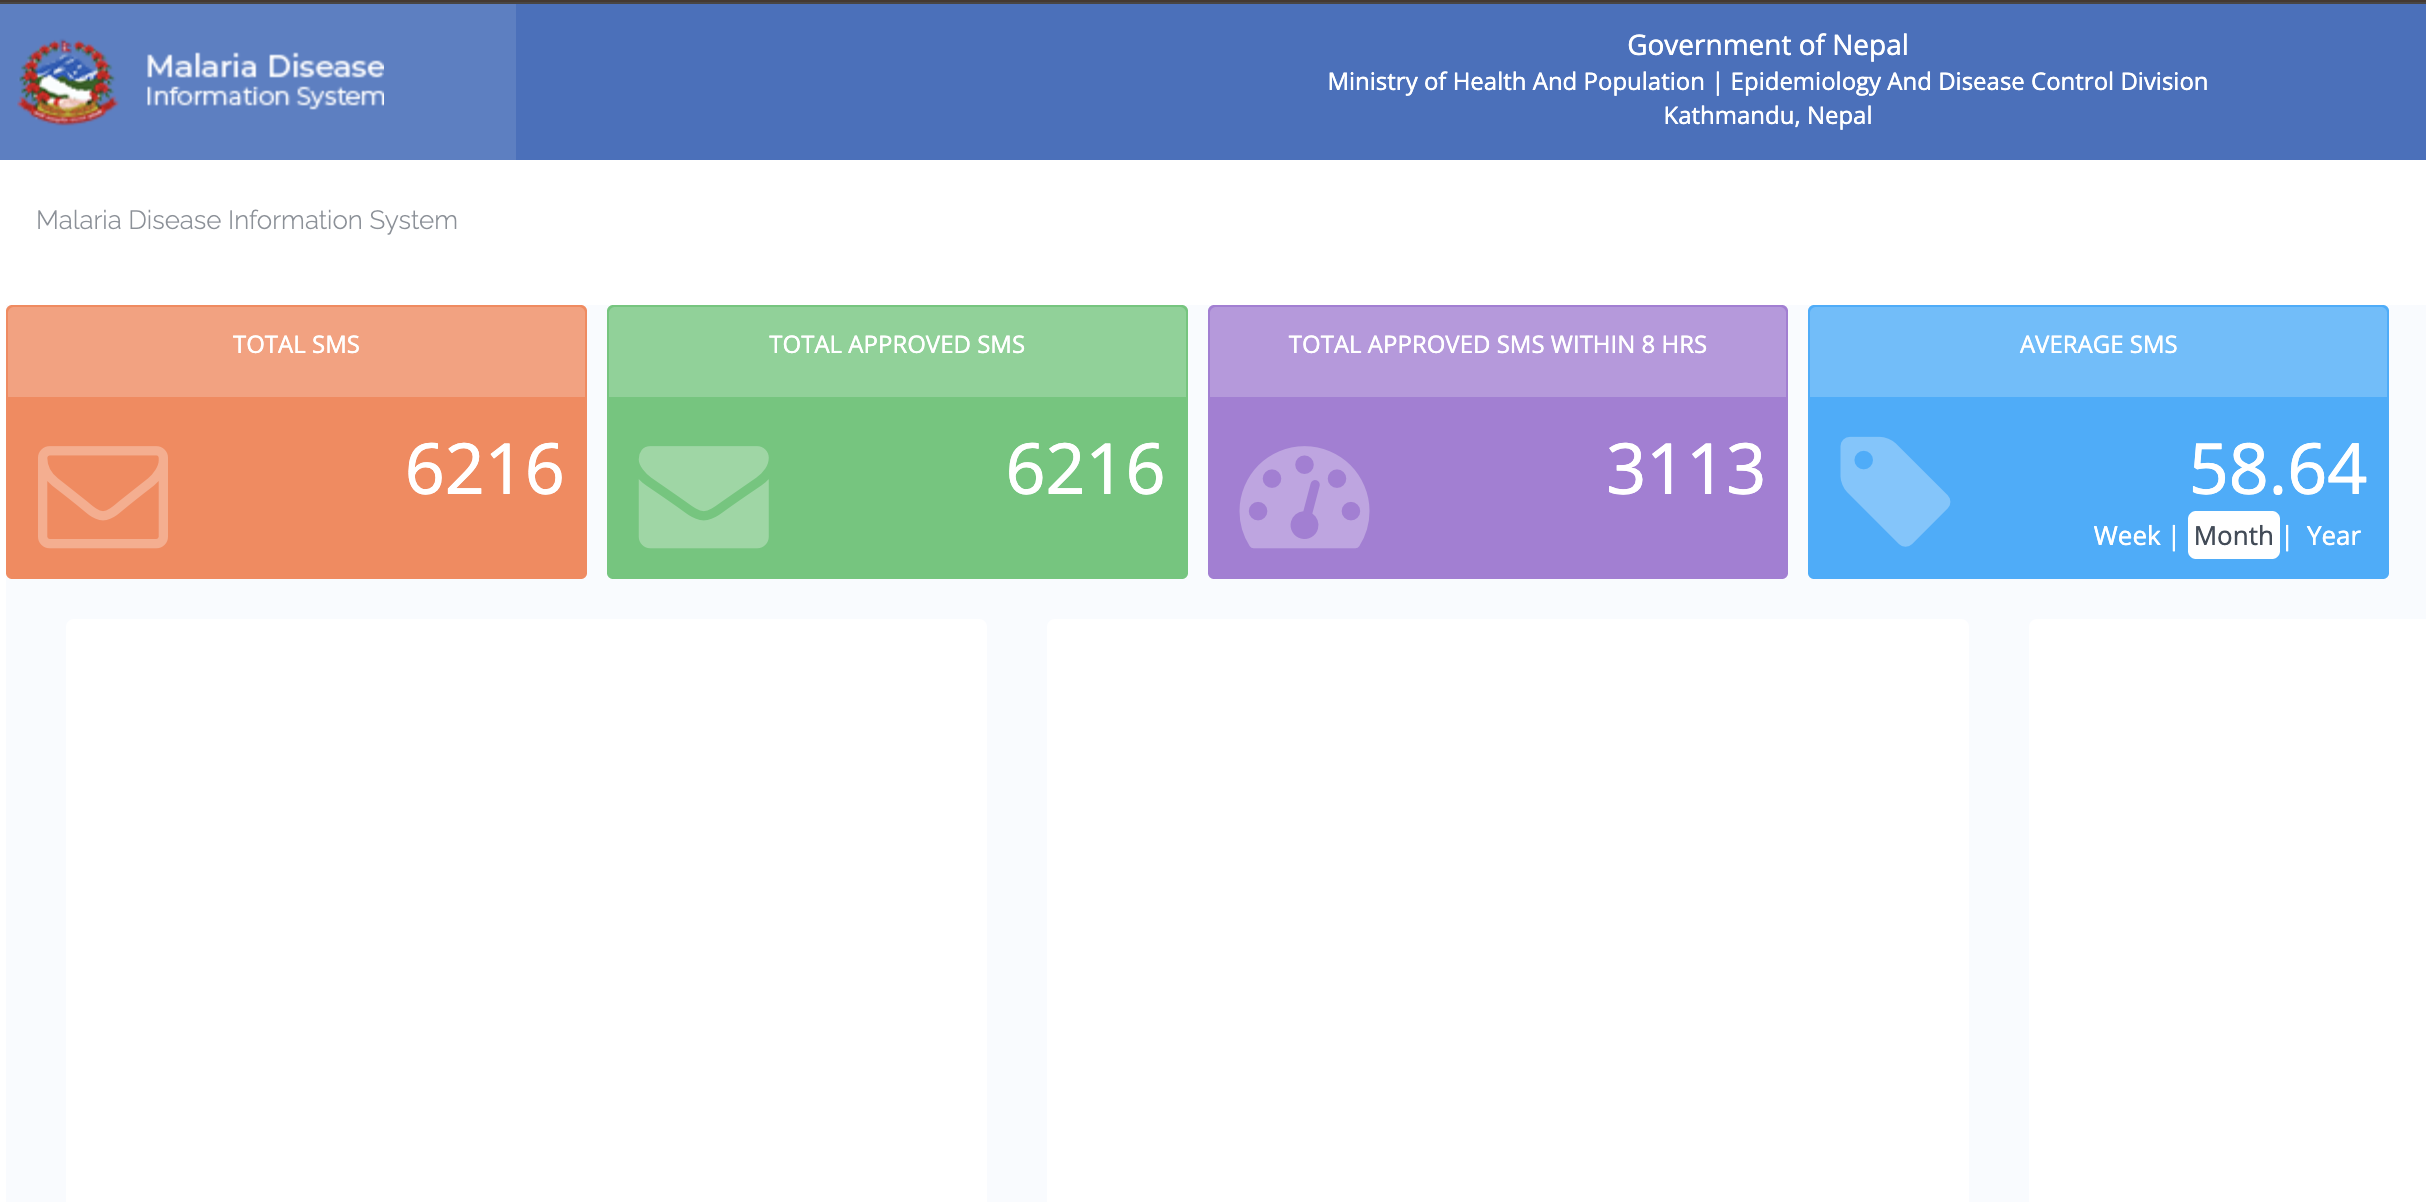 Malaria Disease
Information System
Government of Nepal
Ministry of Health And Population | Epidemiology And Disease Control Division
Kathmandu, Nepal
Malaria Disease Information System
TOTAL SMS
6216
TOTAL APPROVED SMS
6216
TOTAL APPROVED SMS WITHIN 8 HRS
3113
AVERAGE SMS
58.64
Week | Month | Year